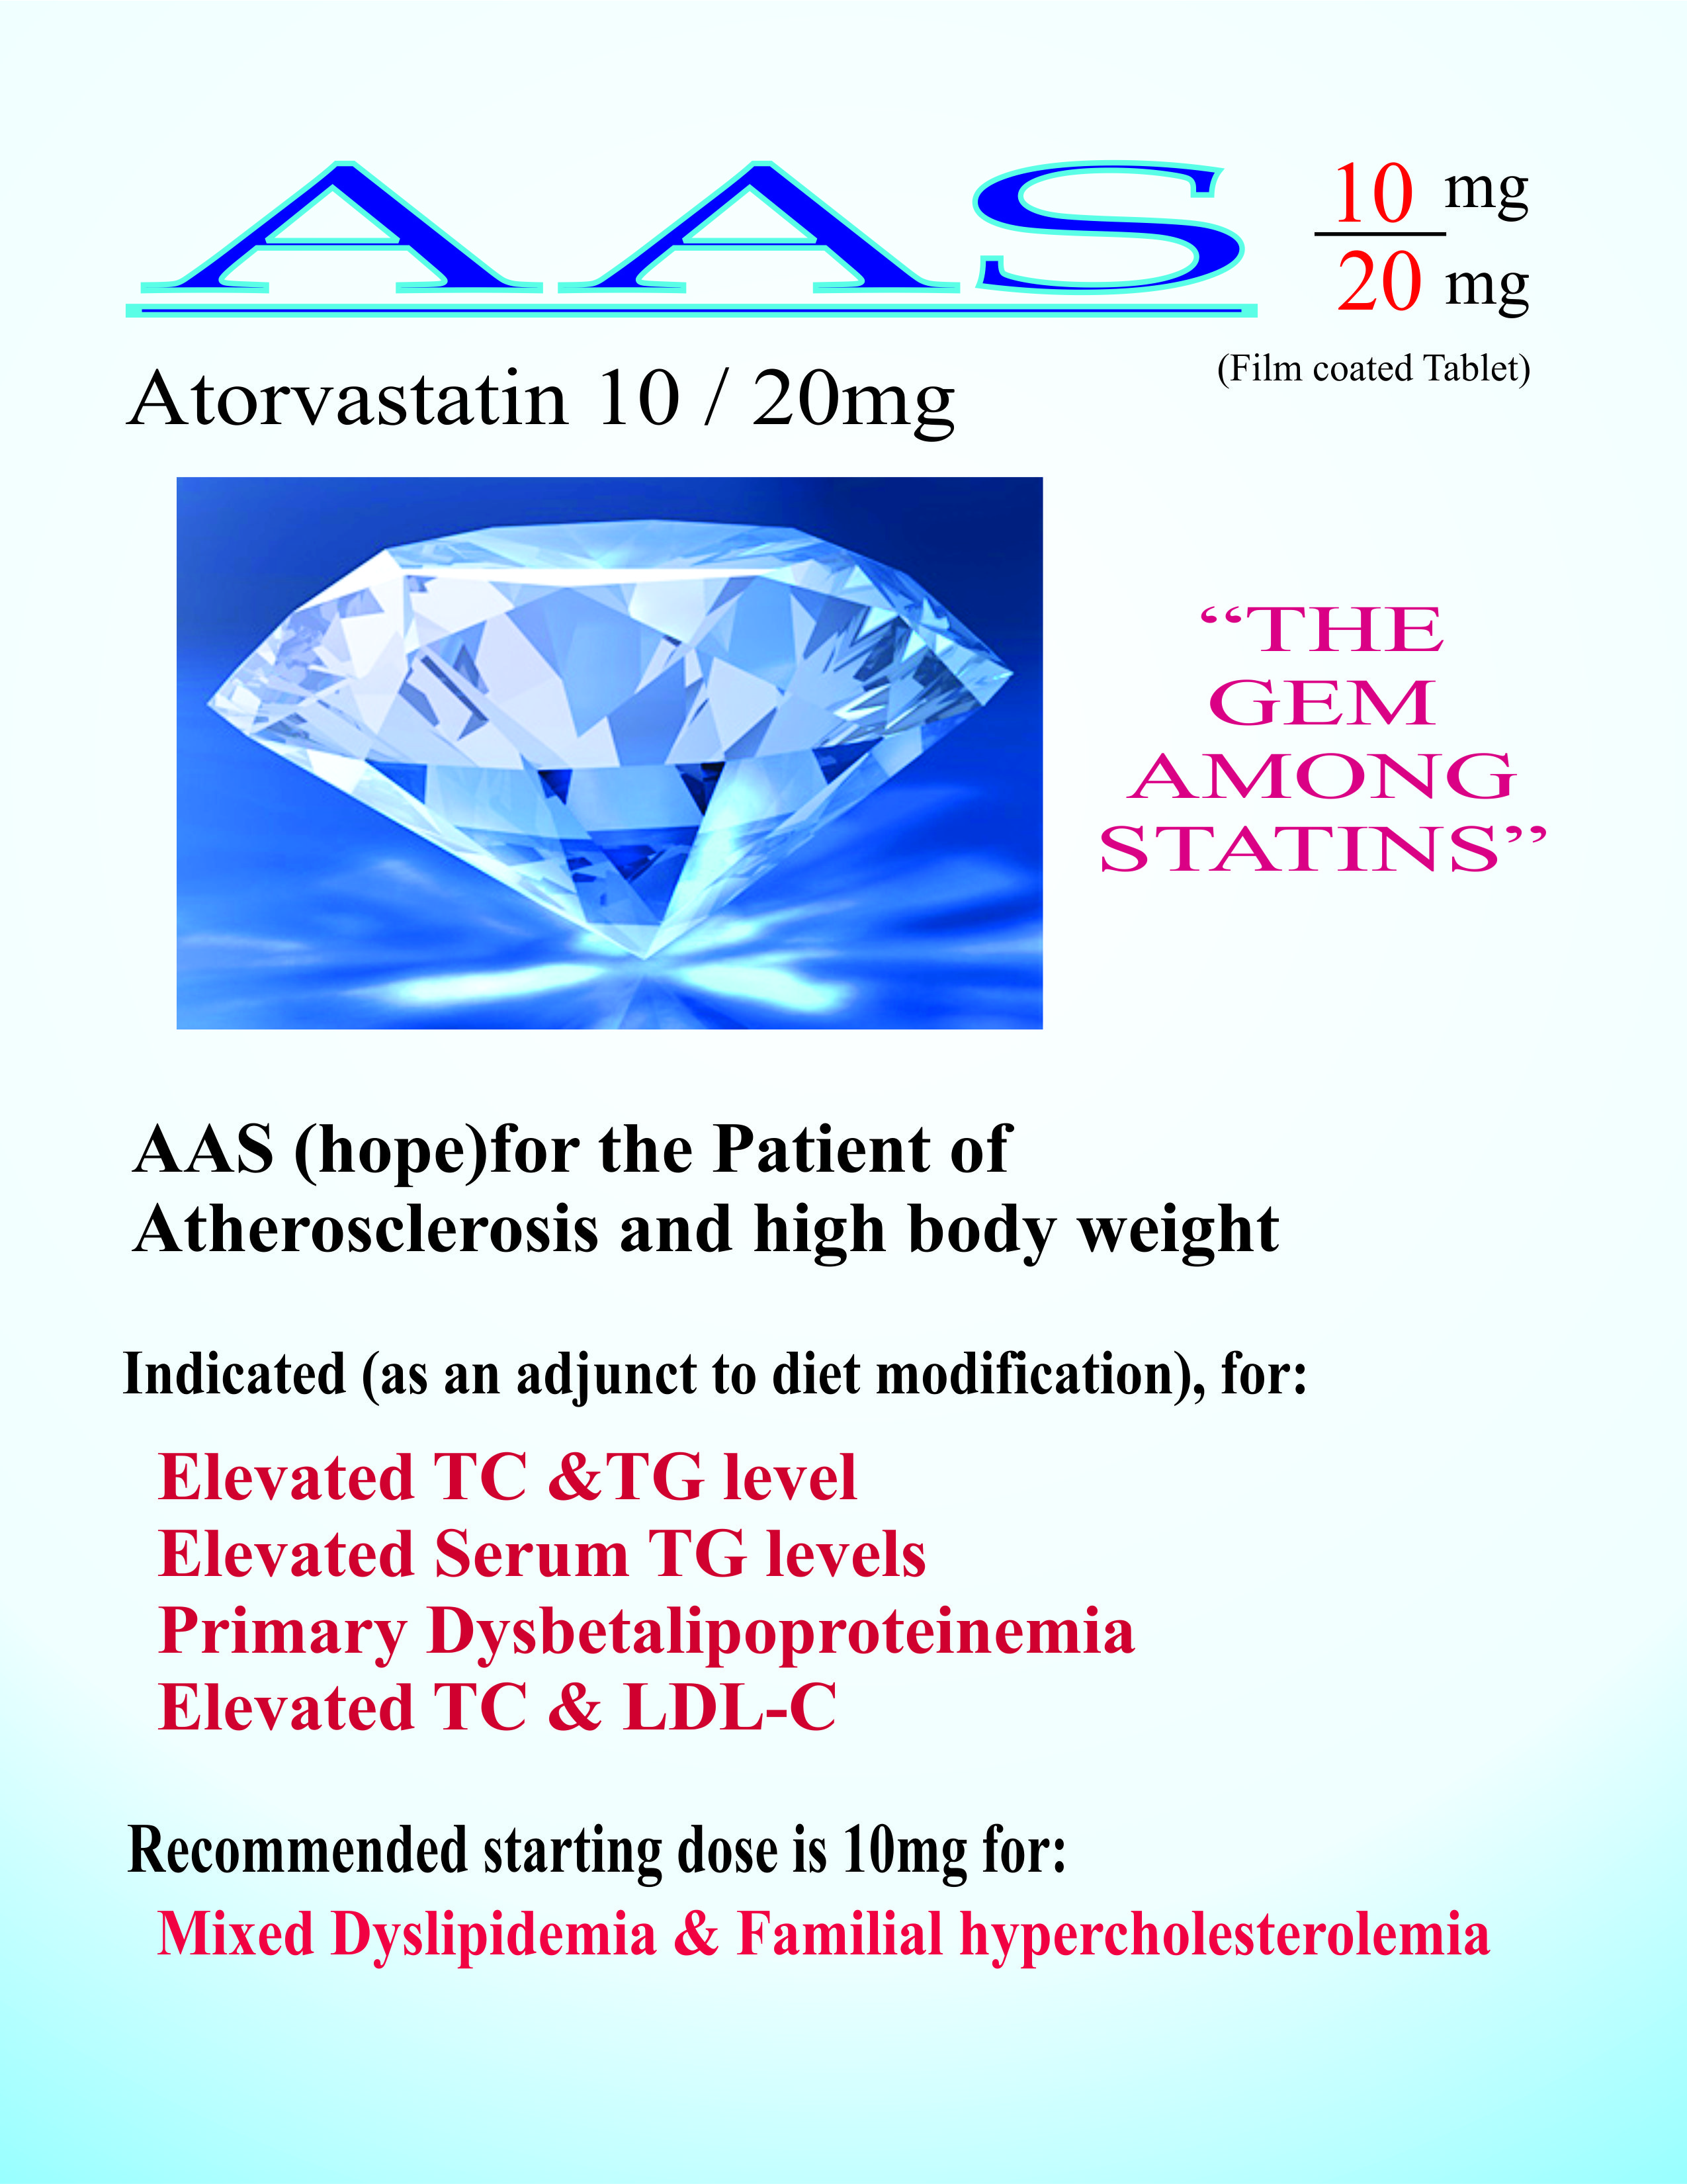 AAS
10 mg
20 mg
(Film coated Tablet)
Atorvastatin 10 / 20mg
“THE
GEM
AMONG
STATINS”
AAS (hope)for the Patient of
Atherosclerosis and high body weight
Indicated (as an adjunct to diet modification), for:
Elevated TC &TG level
Elevated Serum TG levels
Primary Dysbetalipoproteinemia
Elevated TC & LDL-C
Recommended starting dose is 10mg for:
Mixed Dyslipidemia & Familial hypercholesterolemia